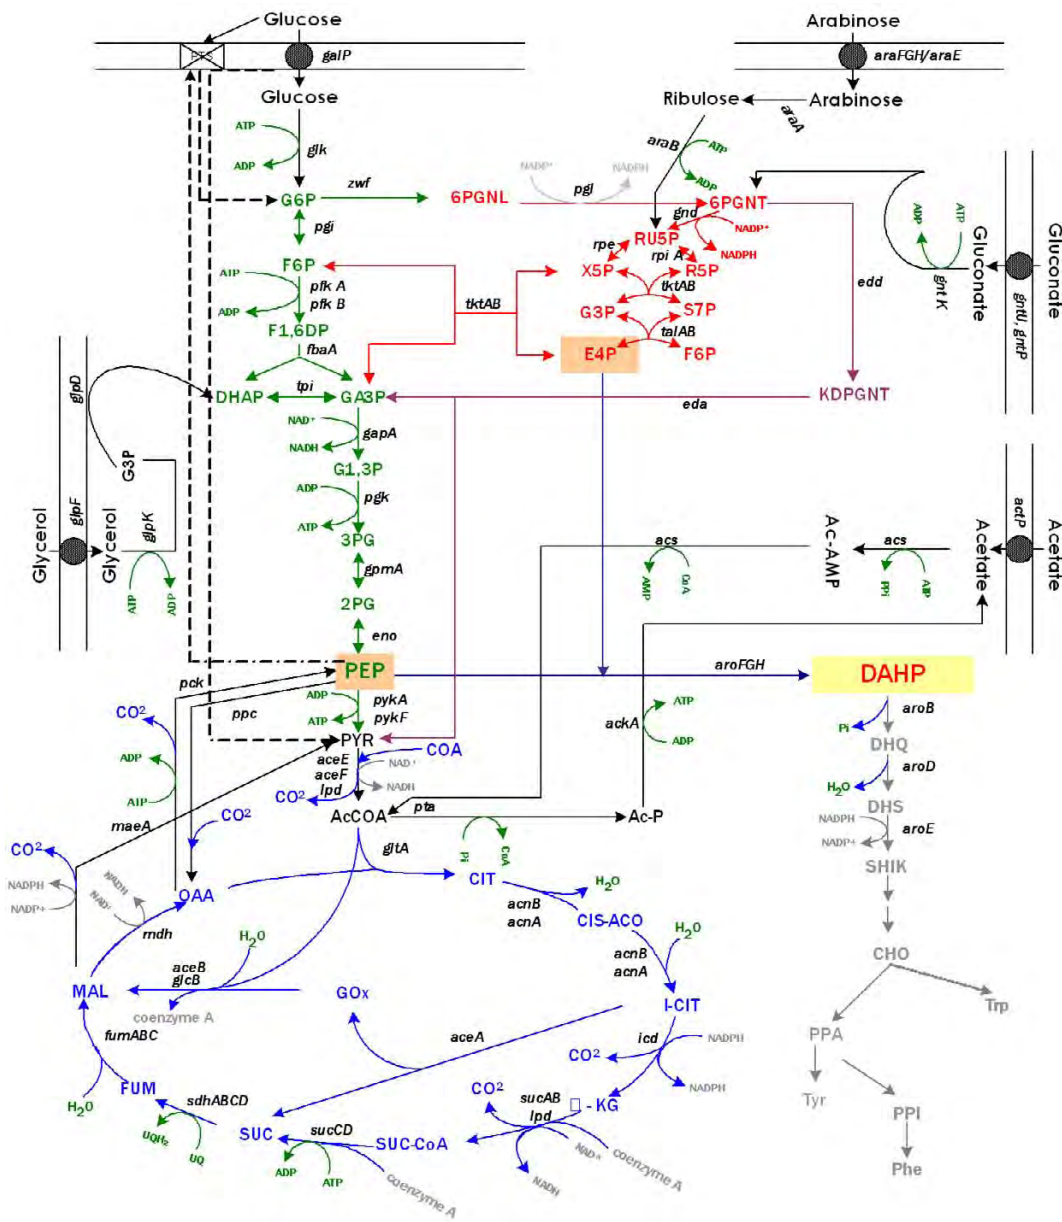 Glucose
Arabinose
PTS
galP
araFGH/araE
Glucose
Ribulose
Arabinose
araA
ATP
ADP
glk
araB
ATP
ADP
NADP+
NADPH
pgl
G6P
zwf
6PGNL
6PGNT
gnd
NADP+
NADPH
pgi
RU5P
rpe
rpi A
ADP
ATP
Gluconate
Gluconate
gnt K
gntU, gntP
F6P
X5P
R5P
ATP
ADP
pfk A
pfk B
tktAB
tktAB
edd
G3P
S7P
F1,6DP
talAB
fbaA
E4P
F6P
glpD
DHAP
tpi
GA3P
eda
KDPGNT
NAD+
NADH
gapA
G3P
G1,3P
ADP
ATP
pgk
glpF
glpK
Glycerol
Glycerol
ATP
ADP
3PG
gpmA
acs
AMP
CoA
Ac-AMP
acs
PPi
ATP
Acetate
actP
Acetate
2PG
eno
pck
PEP
aroFGH
DAHP
ppc
ADP
ATP
pykA
pykF
ackA
ATP
ADP
aroB
Pi
CO2
PYR
COA
DHQ
aceE
aceF
lpd
NAD+
NADH
CO2
aroD
H2O
ADP
ATP
maeA
CO2
AcCOA
pta
Ac-P
DHS
NADPH
NADP+
aroE
CO2
gltA
Pi
CoA
SHIK
NADPH
NADP+
NADH
NAD+
OAA
CIT
H2O
acnB
acnA
CIS-ACO
mdh
H2O
acnB
acnA
H2O
CHO
aceB
glcB
MAL
GOx
I-CIT
Trp
coenzyme A
fumABC
aceA
icd
NADPH
PPA
CO2
NADPH
FUM
H2O
CO2
sucAB
lpd
□ - KG
Tyr
sdhABCD
PPI
UQH2
UQ
SUC
sucCD
SUC-CoA
NAD+
NADH
coenzyme A
ADP
ATP
coenzyme A
Phe